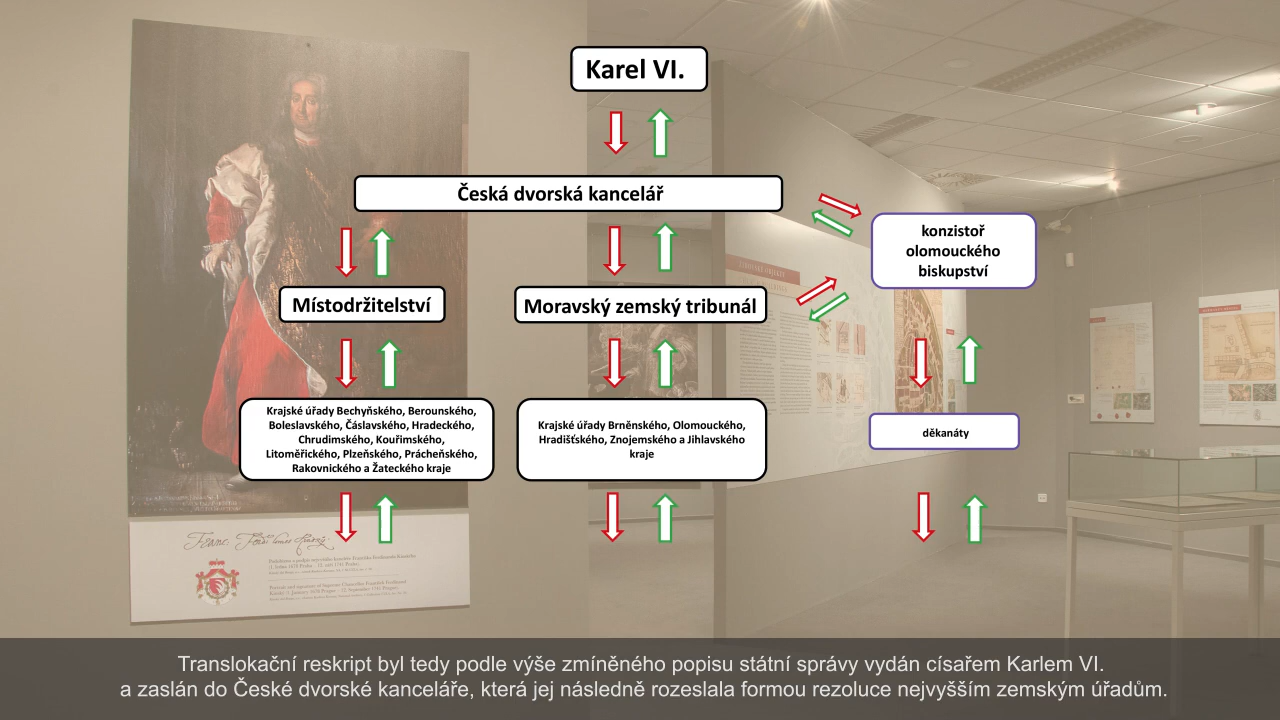 Karel VI.
Česká dvorská kancelář
konzistoř
olomouckého
biskupství
Místodržitelství
Moravský zemský tribunál
Krajské úřady Bechyňského, Berounského,
Boleslavského, Čáslavského, Hradeckého,
Chrudimského, Kouřimského,
Litoměřického, Plzeňského, Prácheňského,
Rakovnického a Žateckého kraje
Krajské úřady Brněnského, Olomouckého,
Hradišťského, Znojemského a Jihlavského
kraje
děkanáty
Translokační reskript byl tedy podle výše zmíněného popisu státní správy vydán císařem Karlem VI.
a zaslán do České dvorské kanceláře, která jej následně rozeslala formou rezoluce nejvyšším zemským úřadům.